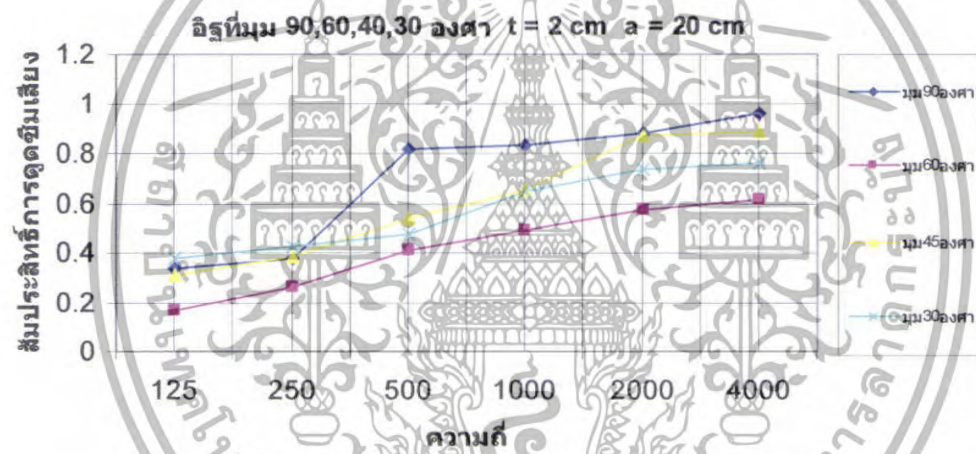 อิฐที่มุม 90,60,40,30 องศา t = 2 cm a = 20 cm
สัมประสิทธิ์การดูดซึมเสียง
1.2
1
0.8
0.6
0.4
0.2
0
125 250 500 1000 2000 4000
ความถี่
มุม90องศา
มุม60องศา
มุม45องศา
มุม30องศา